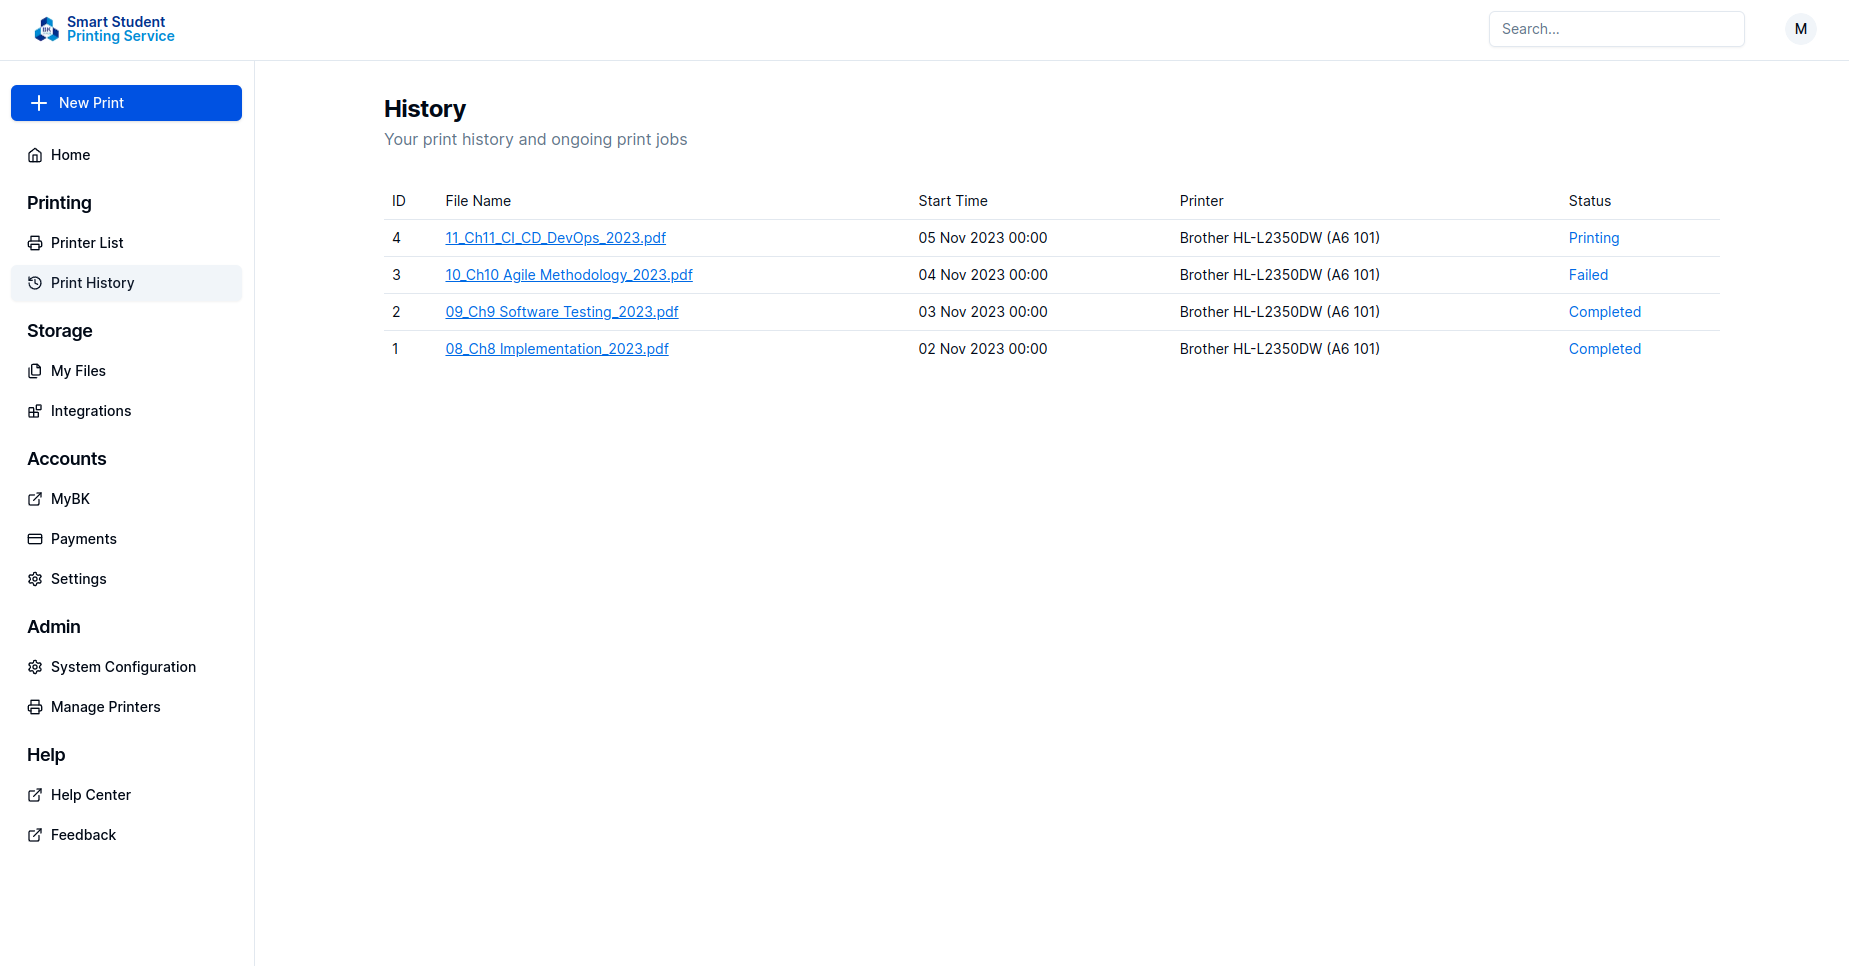 Smart Student
Printing Service
Search...
M
New Print
Home
Printing
Printer List
Print History
Storage
My Files
Integrations
Accounts
MyBK
Payments
Settings
Admin
System Configuration
Manage Printers
Help
Help Center
Feedback
History
Your print history and ongoing print jobs
ID File Name Start Time Printer Status
4 11_Ch11_CI_CD_DevOps_2023.pdf 05 Nov 2023 00:00 Brother HL-L2350DW (A6 101) Printing
3 10_Ch10 Agile Methodology_2023.pdf 04 Nov 2023 00:00 Brother HL-L2350DW (A6 101) Failed
2 09_Ch9 Software Testing_2023.pdf 03 Nov 2023 00:00 Brother HL-L2350DW (A6 101) Completed
1 08_Ch8 Implementation_2023.pdf 02 Nov 2023 00:00 Brother HL-L2350DW (A6 101) Completed